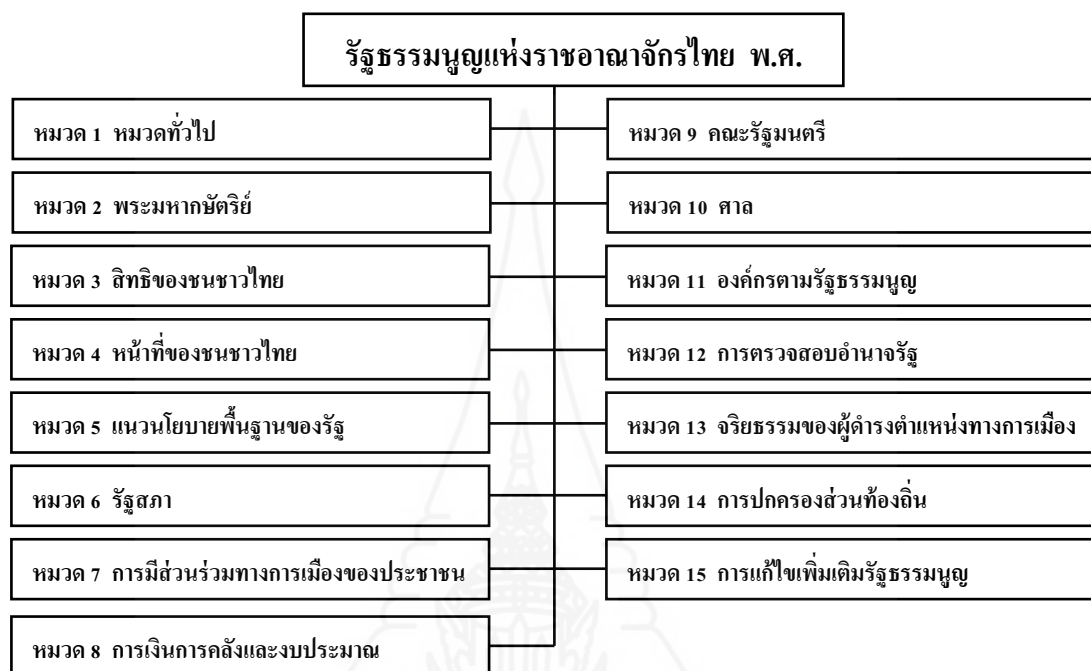 รัฐธรรมนูญแห่งราชอาณาจักรไทย พ.ศ.
หมวด 1 หมวดทั่วไป
หมวด 2 พระมหากษัตริย์
หมวด 3 สิทธิของชนชาวไทย
หมวด 4 หน้าที่ของชนชาวไทย
หมวด 5 แนวนโยบายพื้นฐานของรัฐ
หมวด 6 รัฐสภา
หมวด 7 การมีส่วนร่วมทางการเมืองของประชาชน
หมวด 8 การเงินการคลังและงบประมาณ
หมวด 9 คณะรัฐมนตรี
หมวด 10 ศาล
หมวด 11 องค์กรตามรัฐธรรมนูญ
หมวด 12 การตรวจสอบอำนาจรัฐ
หมวด 13 จริยธรรมของผู้ดำรงตำแหน่งทางการเมือง
หมวด 14 การปกครองส่วนท้องถิ่น
หมวด 15 การแก้ไขเพิ่มเติมรัฐธรรมนูญ